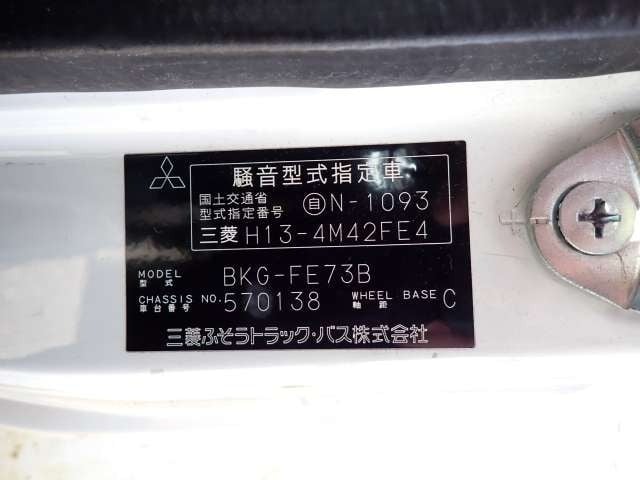 騒音型式指定車
国土交通省
型式指定番号 自N-1093
三菱 H13-4M42FE4
MODEL
型式 BKG-FE73B
CHASSIS NO.
車台番号 570138 WHEEL BASE
軸距 C
三菱ふそうトラック・バス株式会社